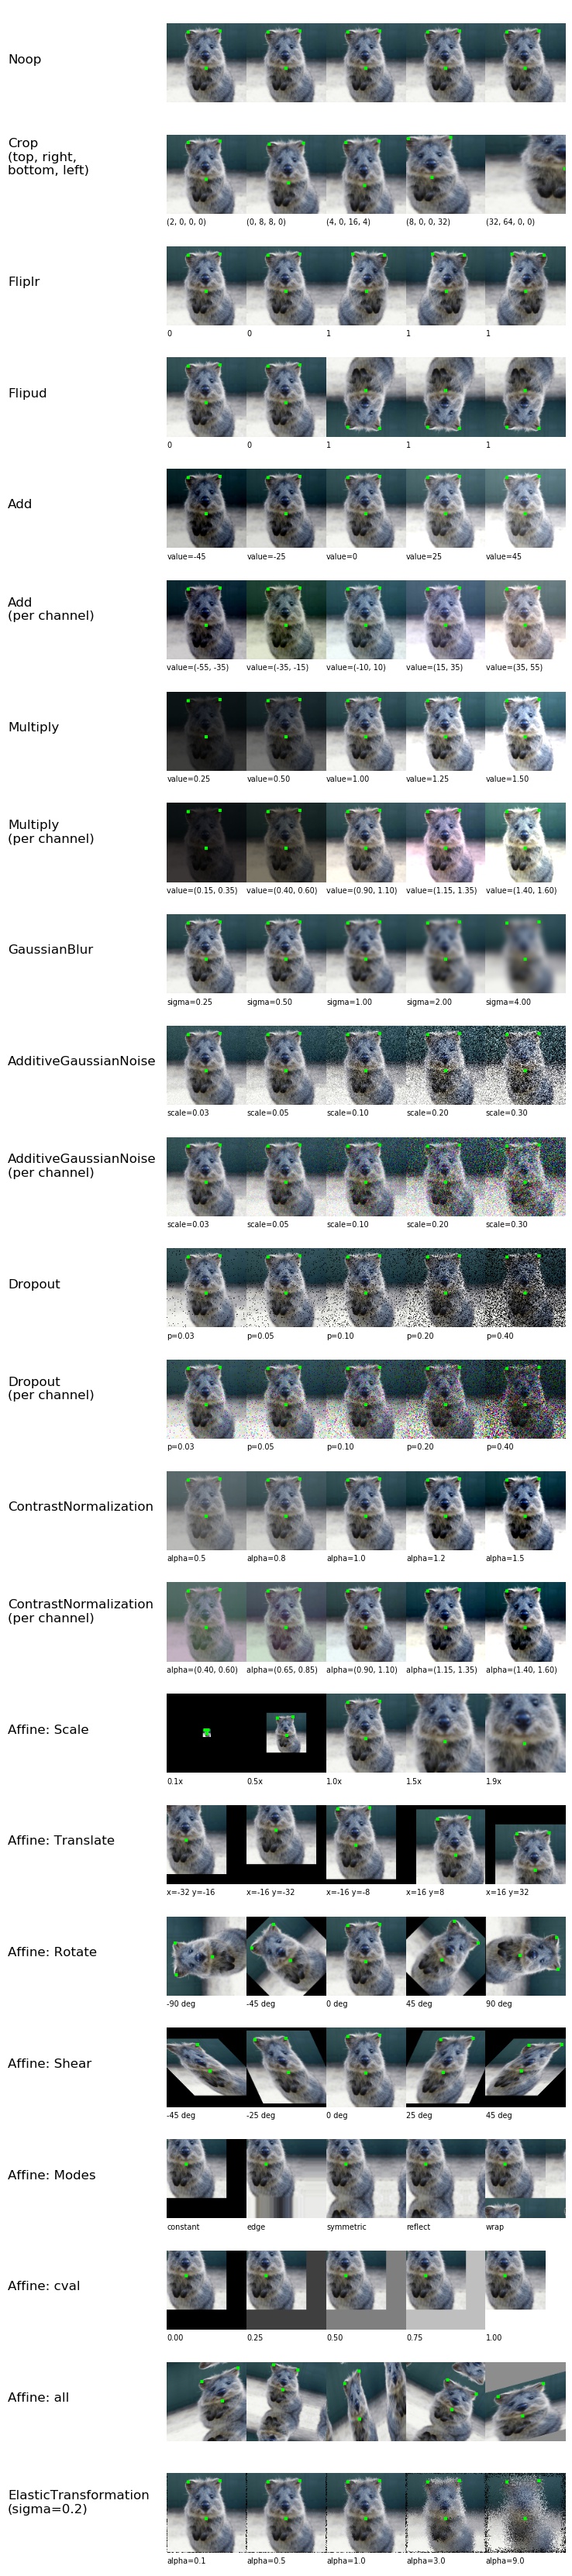 Noop
Crop
(top, right,
bottom, left)
(2, 0, 0, 0) (0, 8, 8, 0) (4, 0, 16, 4) (8, 0, 0, 32) (32, 64, 0, 0)
Fliplr
0 0 1 1 1
Flipud
0 0 1 1 1
Add
value=-45 value=-25 value=0 value=25 value=45
Add
(per channel)
value=(-55, -35) value=(-35, -15) value=(-10, 10) value=(15, 35) value=(35, 55)
Multiply
value=0.25 value=0.50 value=1.00 value=1.25 value=1.50
Multiply
(per channel)
value=(0.15, 0.35) value=(0.40, 0.60) value=(0.90, 1.10) value=(1.15, 1.35) value=(1.40, 1.60)
GaussianBlur
sigma=0.25 sigma=0.50 sigma=1.00 sigma=2.00 sigma=4.00
AdditiveGaussianNoise
scale=0.03 scale=0.05 scale=0.10 scale=0.20 scale=0.30
AdditiveGaussianNoise
(per channel)
scale=0.03 scale=0.05 scale=0.10 scale=0.20 scale=0.30
Dropout
p=0.03 p=0.05 p=0.10 p=0.20 p=0.40
Dropout
(per channel)
p=0.03 p=0.05 p=0.10 p=0.20 p=0.40
ContrastNormalization
alpha=0.5 alpha=0.8 alpha=1.0 alpha=1.2 alpha=1.5
ContrastNormalization
(per channel)
alpha=(0.40, 0.60) alpha=(0.65, 0.85) alpha=(0.90, 1.10) alpha=(1.15, 1.35) alpha=(1.40, 1.60)
Affine: Scale
0.1x 0.5x 1.0x 1.5x 1.9x
Affine: Translate
x=-32 y=-16 x=-16 y=-32 x=-16 y=-8 x=16 y=8 x=16 y=32
Affine: Rotate
-90 deg -45 deg 0 deg 45 deg 90 deg
Affine: Shear
-45 deg -25 deg 0 deg 25 deg 45 deg
Affine: Modes
constant edge symmetric reflect wrap
Affine: cval
0.00 0.25 0.50 0.75 1.00
Affine: all
ElasticTransformation
(sigma=0.2)
alpha=0.1 alpha=0.5 alpha=1.0 alpha=3.0 alpha=9.0